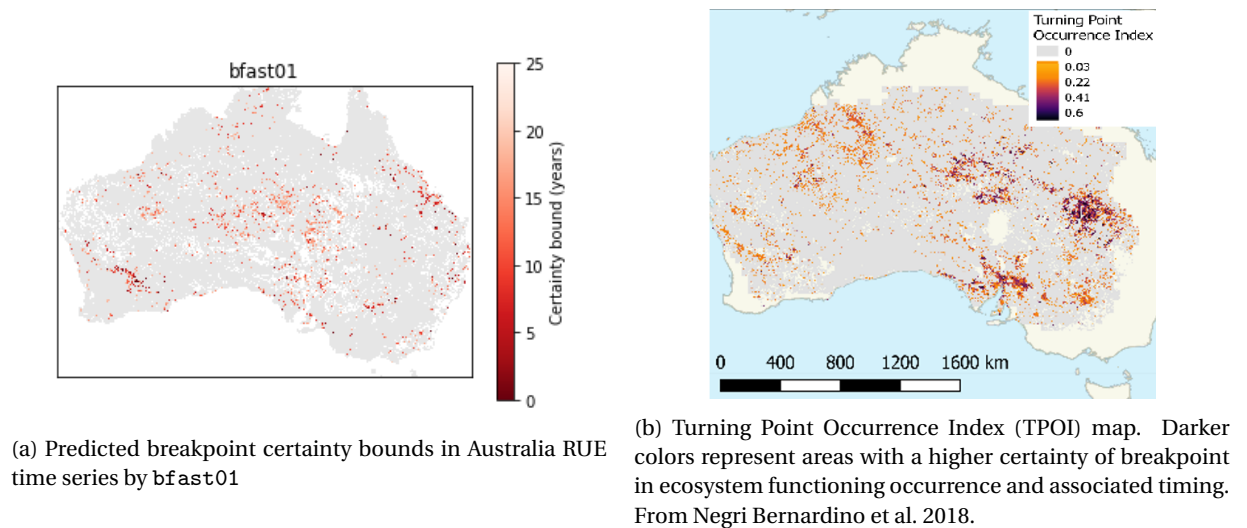 bfast01
25
20
15
10
5
0
Certainty bound (years)
(a) Predicted breakpoint certainty bounds in Australia RUE
time series by bfast01
Turning Point
Occurrence Index
0
0.03
0.22
0.41
0.6
0 400 800 1200 1600 km
(b) Turning Point Occurrence Index (TPOI) map. Darker
colors represent areas with a higher certainty of breakpoint
in ecosystem functioning occurrence and associated timing.
From Negri Bernardino et al. 2018.